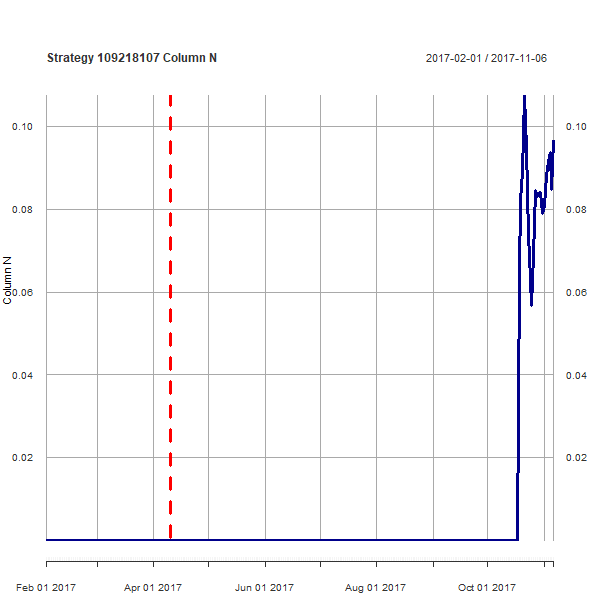 Strategy 109218107 Column N
2017-02-01 / 2017-11-06
0.10
0.08
0.06
0.04
0.02
Column N
0.10
0.08
0.06
0.04
0.02
Feb 01 2017
Apr 01 2017
Jun 01 2017
Aug 01 2017
Oct 01 2017